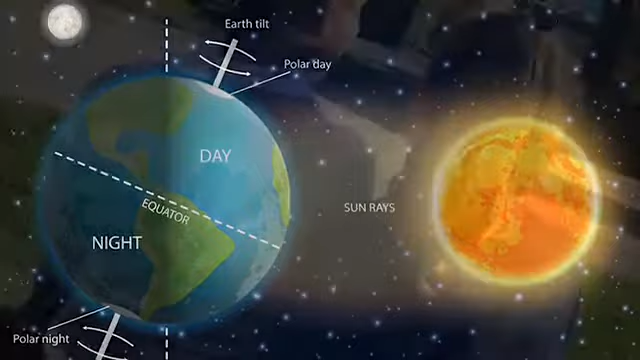 Earth tilt
Polar day
DAY
EQUATOR
SUN RAYS
NIGHT
Polar night